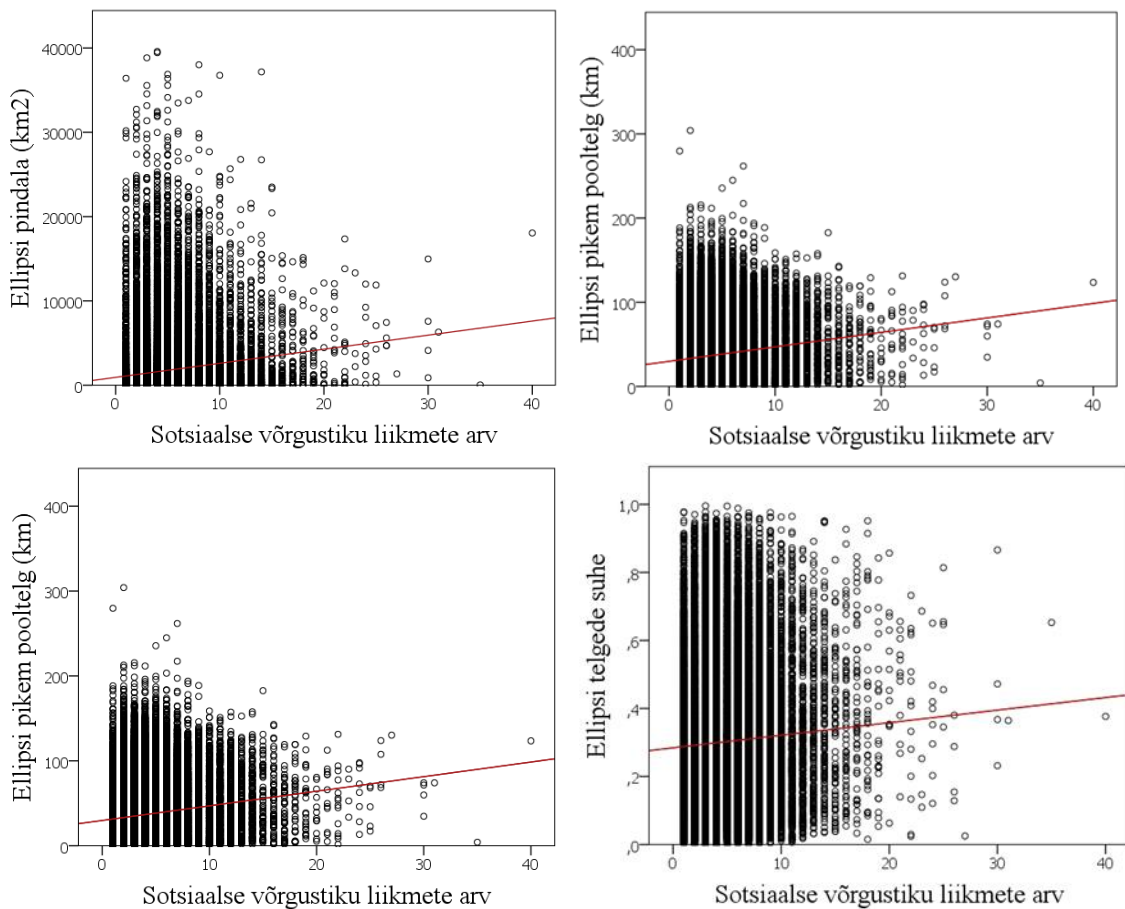 Ellipsi pindala (km2)
40000
30000
20000
10000
0
0 10 20 30 40
Sotsiaalse võrgustiku liikmete arv
Ellipsi pikem pooltelg (km)
400
300
200
100
0
0 10 20 30 40
Sotsiaalse võrgustiku liikmete arv
Ellipsi pikem pooltelg (km)
400
300
200
100
0
0 10 20 30 40
Sotsiaalse võrgustiku liikmete arv
Ellipsi telgede suhe
1,0
,8
,6
,4
,2
,0
0 10 20 30 40
Sotsiaalse võrgustiku liikmete arv